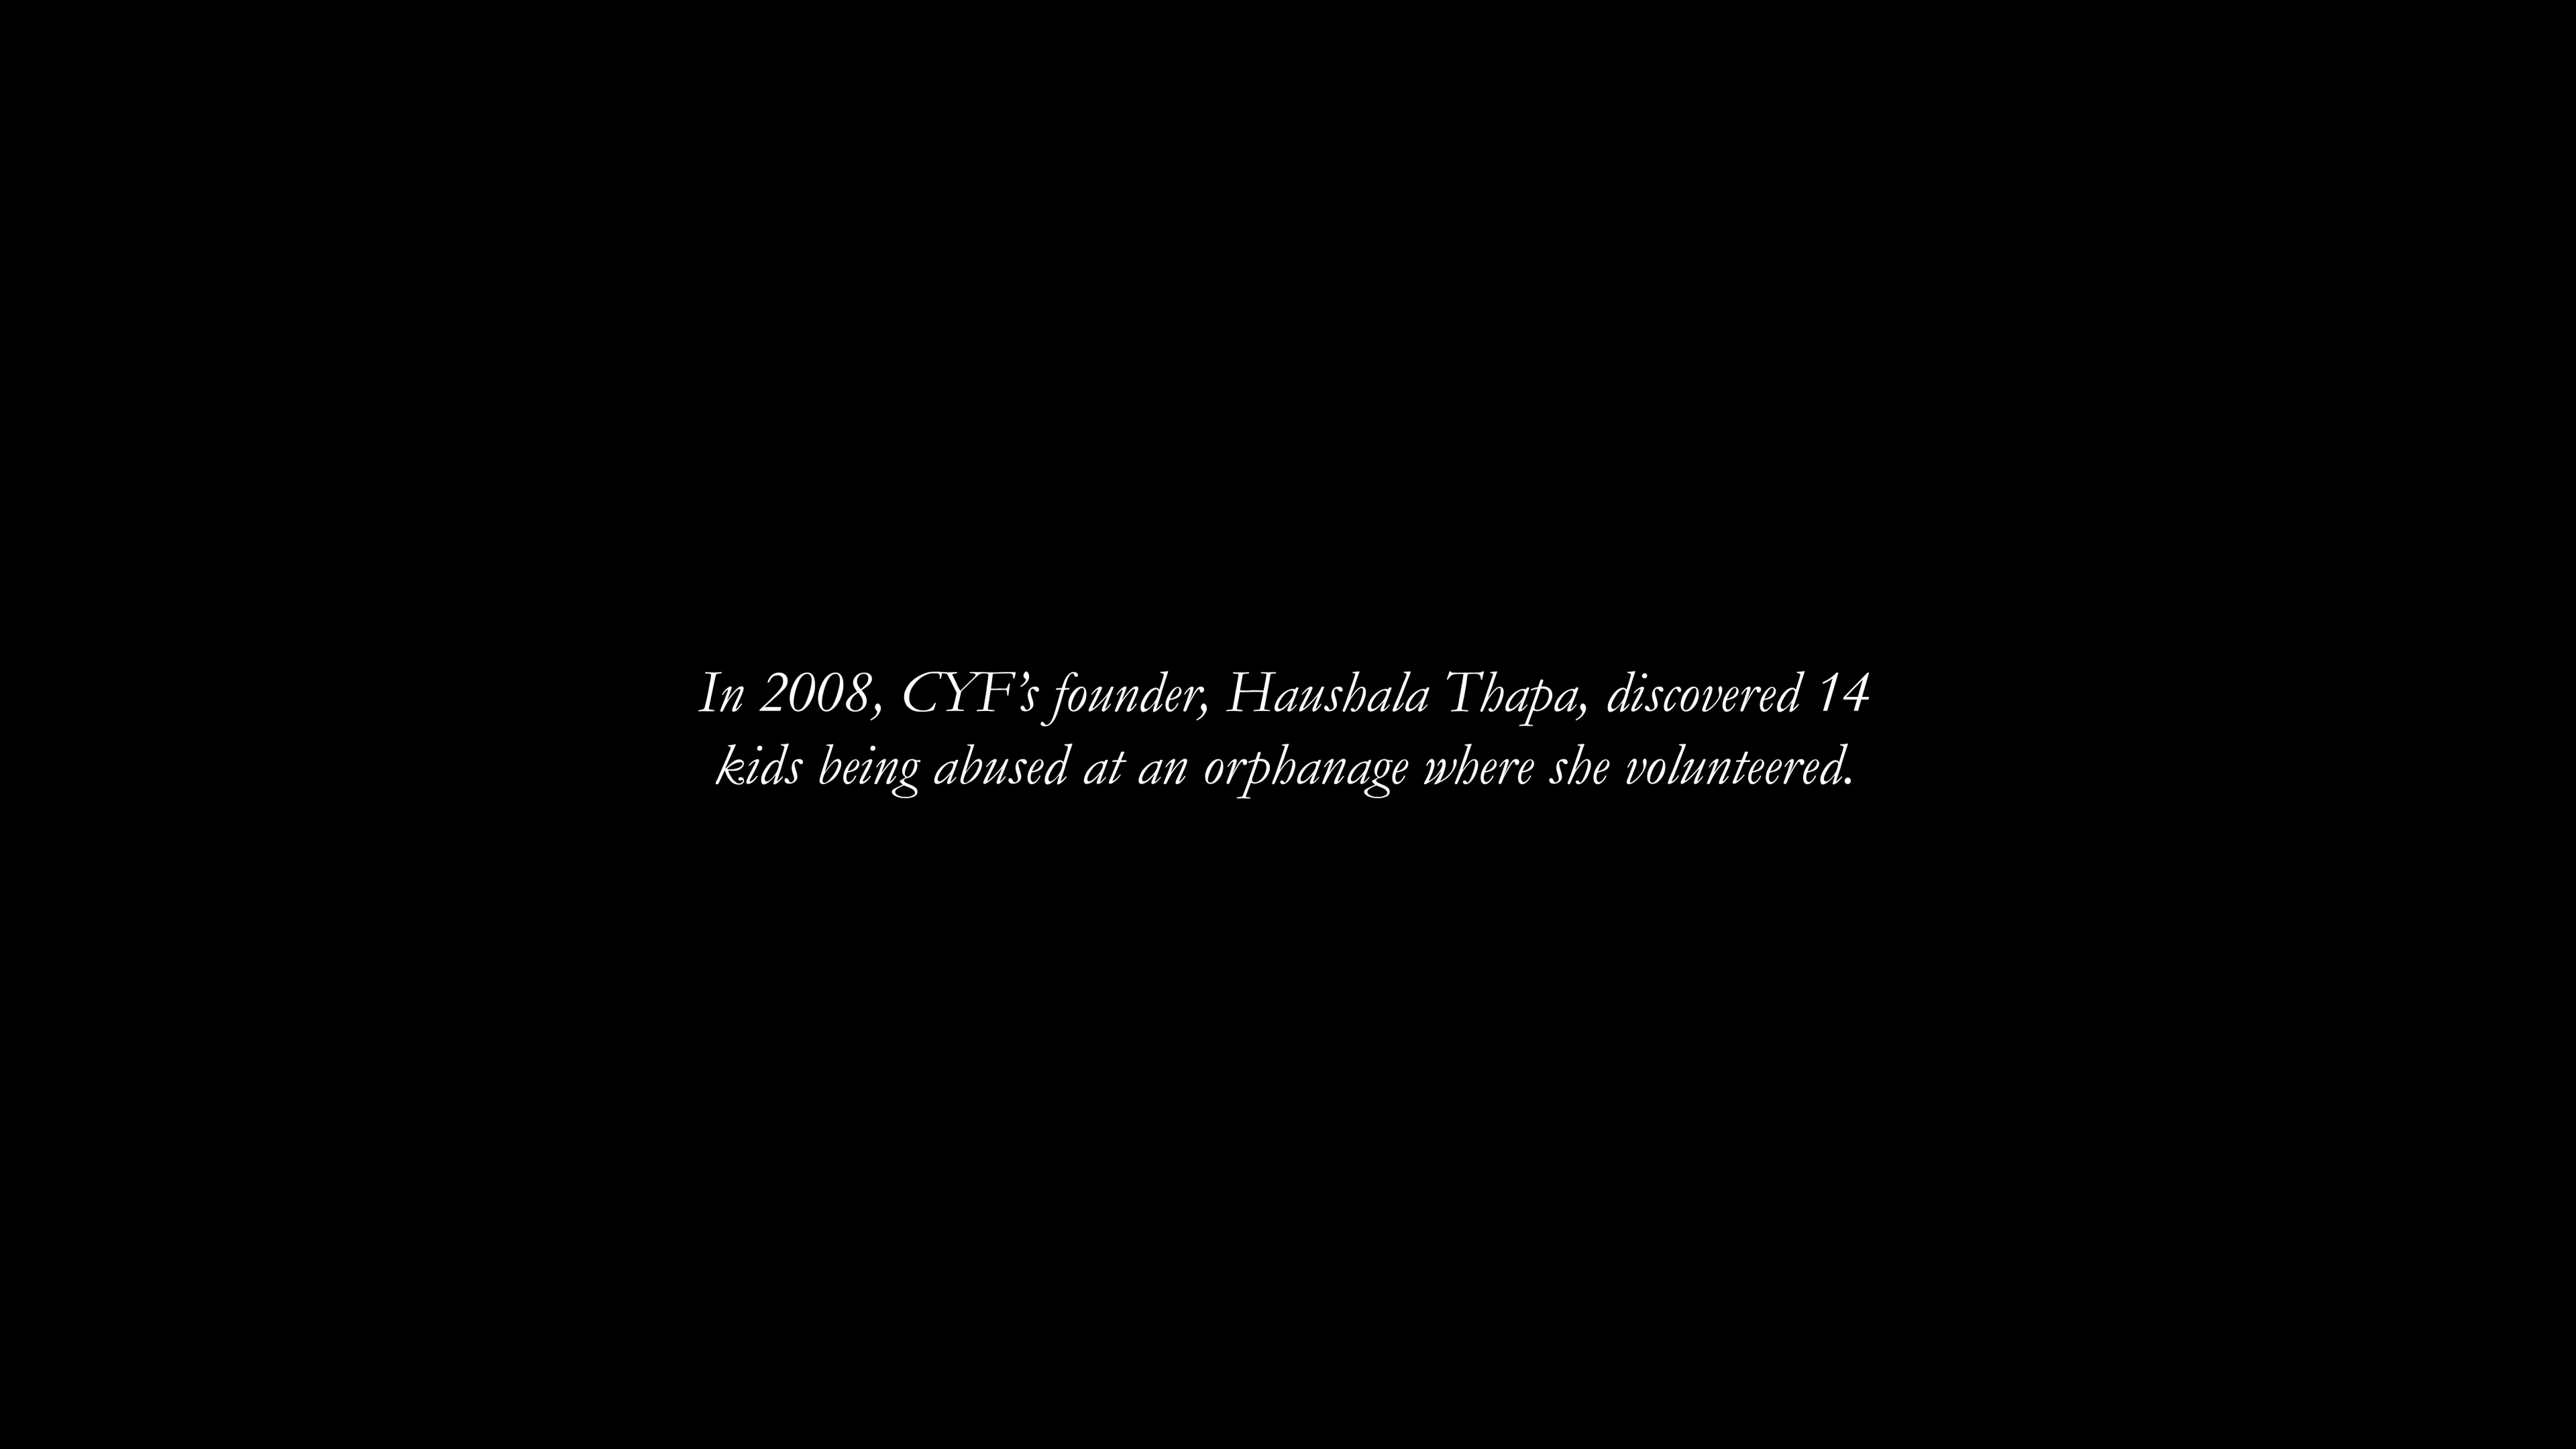 In 2008, CYF’s founder, Haushala Thapa, discovered 14
kids being abused at an orphanage where she volunteered.